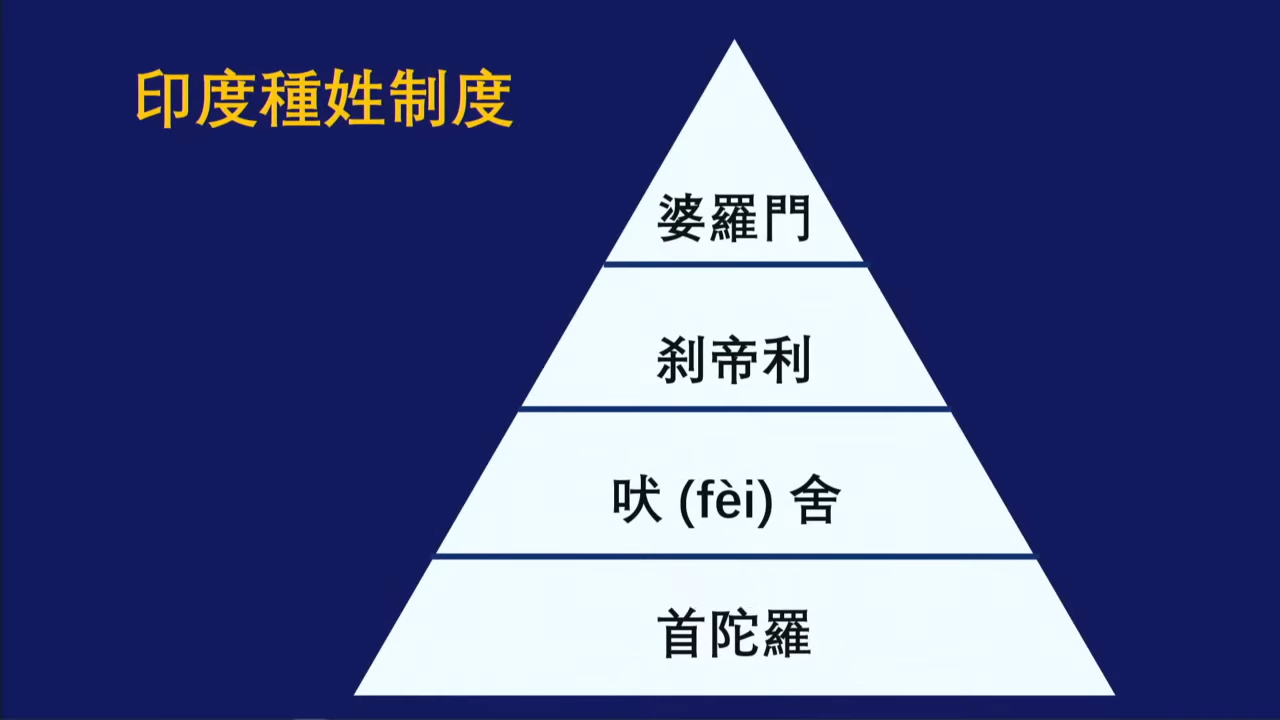 印度種姓制度
婆羅門
刹帝利
吠 (fèi) 舍
首陀羅